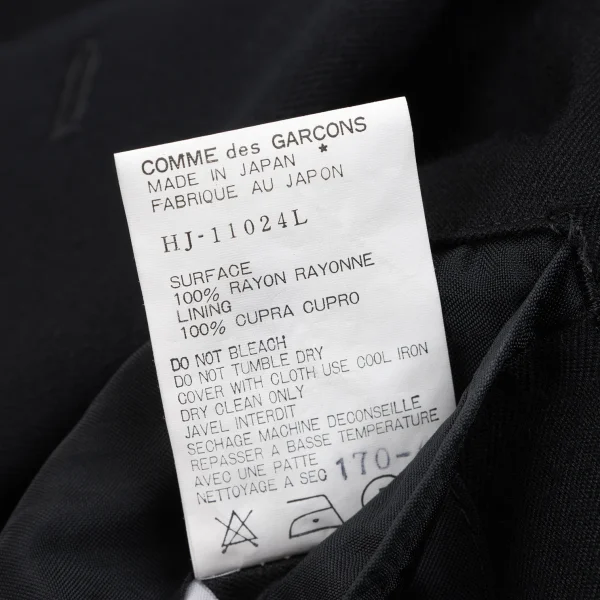 COMME des GARCONS
MADE IN JAPAN ★
FABRIQUE AU JAPON
HJ-11024L
SURFACE
100% RAYON RAYONNE
LINING
100% CUPRA CUPRO
DO NOT BLEACH
DO NOT TUMBLE DRY
COVER WITH CLOTH USE COOL IRON
DRY CLEAN ONLY
JAVEL INTERDIT
SECHAGE MACHINE DECONSEILLE
REPASSER A BASSE TEMPERATURE
AVEC UNE PATTE
NETTOYAGE A SEC 170-